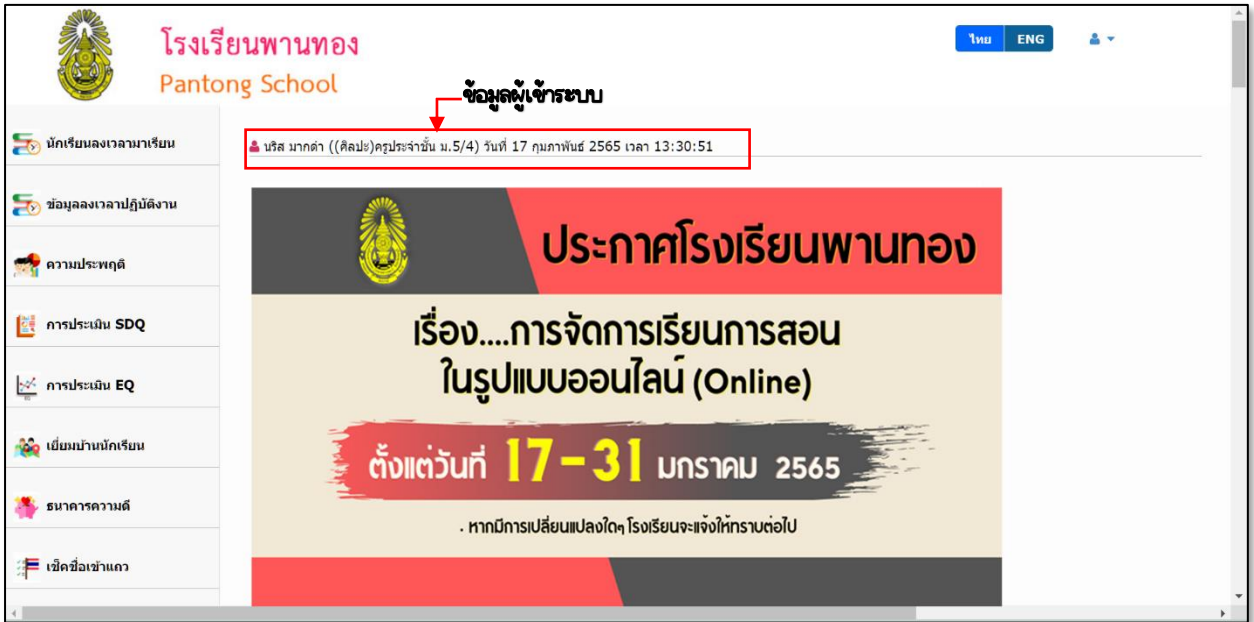 โรงเรียนพานทอง
Pantong School
ไทย ENG
ข้อมูลผู้เข้าระบบ
นริส มากดำ ((ศิลปะ)ครูประจำชั้น ม.5/4) วันที่ 17 กุมภาพันธ์ 2565 เวลา 13:30:51
นักเรียนลงเวลามาเรียน
ข้อมูลลงเวลาปฏิบัติงาน
ความประพฤติ
การประเมิน SDQ
การประเมิน EQ
เยี่ยมบ้านนักเรียน
ธนาคารความดี
เช็คชื่อเข้าแถว
ประกาศโรงเรียนพานทอง
เรื่อง....การจัดการเรียนการสอน
ในรูปแบบออนไลน์ (Online)
ตั้งแต่วันที่ 17-31 มกราคม 2565
. หากมีการเปลี่ยนแปลงใดๆ โรงเรียนจะแจ้งให้ทราบต่อไป